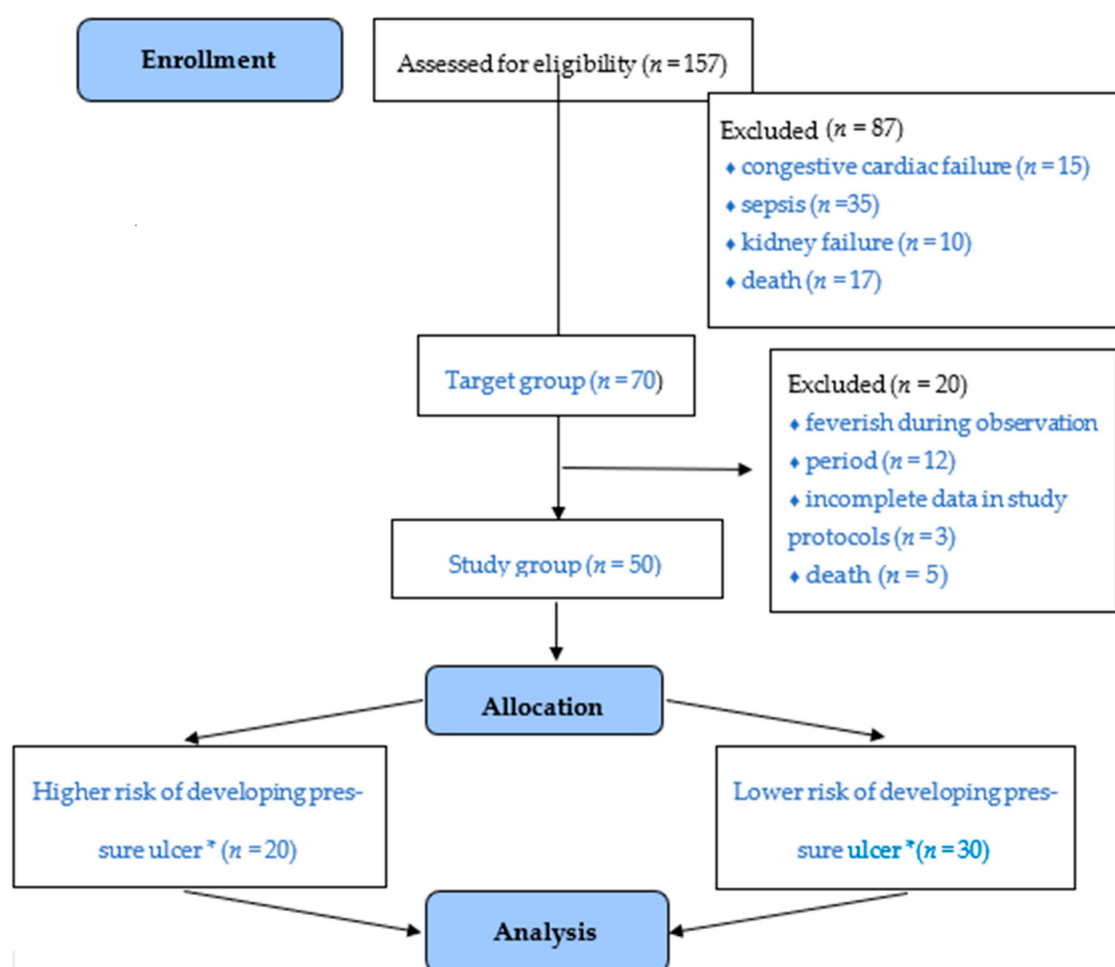 Enrollment
Assessed for eligibility (n = 157)
Excluded (n = 87)
♦ congestive cardiac failure (n = 15)
♦ sepsis (n =35)
♦ kidney failure (n = 10)
♦ death (n = 17)
Target group (n = 70)
Excluded (n = 20)
♦ feverish during observation
♦ period (n = 12)
♦ incomplete data in study
protocols (n = 3)
♦ death (n = 5)
Study group (n = 50)
Allocation
Higher risk of developing pres-
sure ulcer * (n = 20)
Lower risk of developing pres-
sure ulcer *(n = 30)
Analysis